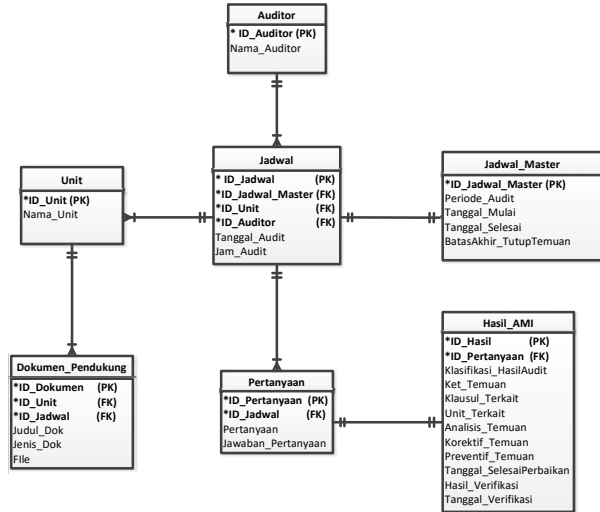 Auditor
* ID_Auditor (PK)
Nama_Auditor
Jadwal
* ID_Jadwal (PK)
*ID_Jadwal_Master (FK)
*ID_Unit (FK)
*ID_Auditor (FK)
Tanggal_Audit
Jam_Audit
Unit
*ID_Unit (PK)
Nama_Unit
Jadwal_Master
*ID_Jadwal_Master (PK)
Periode_Audit
Tanggal_Mulai
Tanggal_Selesai
BatasAkhir_TutupTemuan
Dokumen_Pendukung
*ID_Dokumen (PK)
*ID_Unit (FK)
*ID_Jadwal (FK)
Judul_Dok
Jenis_Dok
FIle
Pertanyaan
*ID_Pertanyaan (PK)
*ID_Jadwal (FK)
Pertanyaan
Jawaban_Pertanyaan
Hasil_AMI
*ID_Hasil (PK)
*ID_Pertanyaan (FK)
Klasifikasi_HasilAudit
Ket_Temuan
Klausul_Terkait
Unit_Terkait
Analisis_Temuan
Korektif_Temuan
Preventif_Temuan
Tanggal_SelesaiPerbaikan
Hasil_Verifikasi
Tanggal_Verifikasi